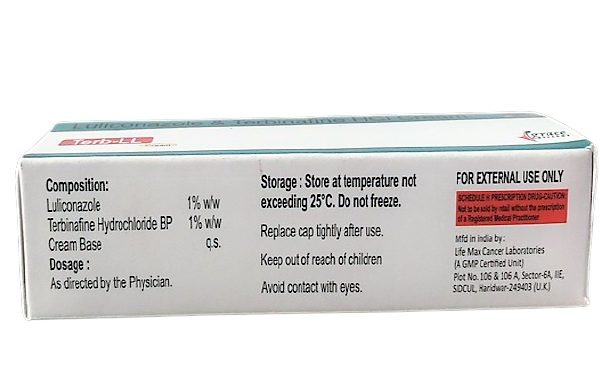 Luliconazole & Terbinafine HCl Cream
Terb-LL
Cream
Grace
Composition:
Luliconazole 1% w/w
Terbinafine Hydrochloride BP 1% w/w
Cream Base q.s.
Dosage :
As directed by the Physician.
Storage : Store at temperature not
exceeding 25°C. Do not freeze.
Replace cap tightly after use.
Keep out of reach of children
Avoid contact with eyes.
FOR EXTERNAL USE ONLY
SCHEDULE H PRESCRIPTION DRUG-CAUTION:
Not to be sold by retail without the prescription
of a Registered Medical Practitioner
Mfd in india by :
Life Max Cancer Laboratories
(A GMP Certified Unit)
Plot No. 106 & 106 A, Sector-6A, IIE,
SIDCUL, Haridwar-249403 (U.K.)